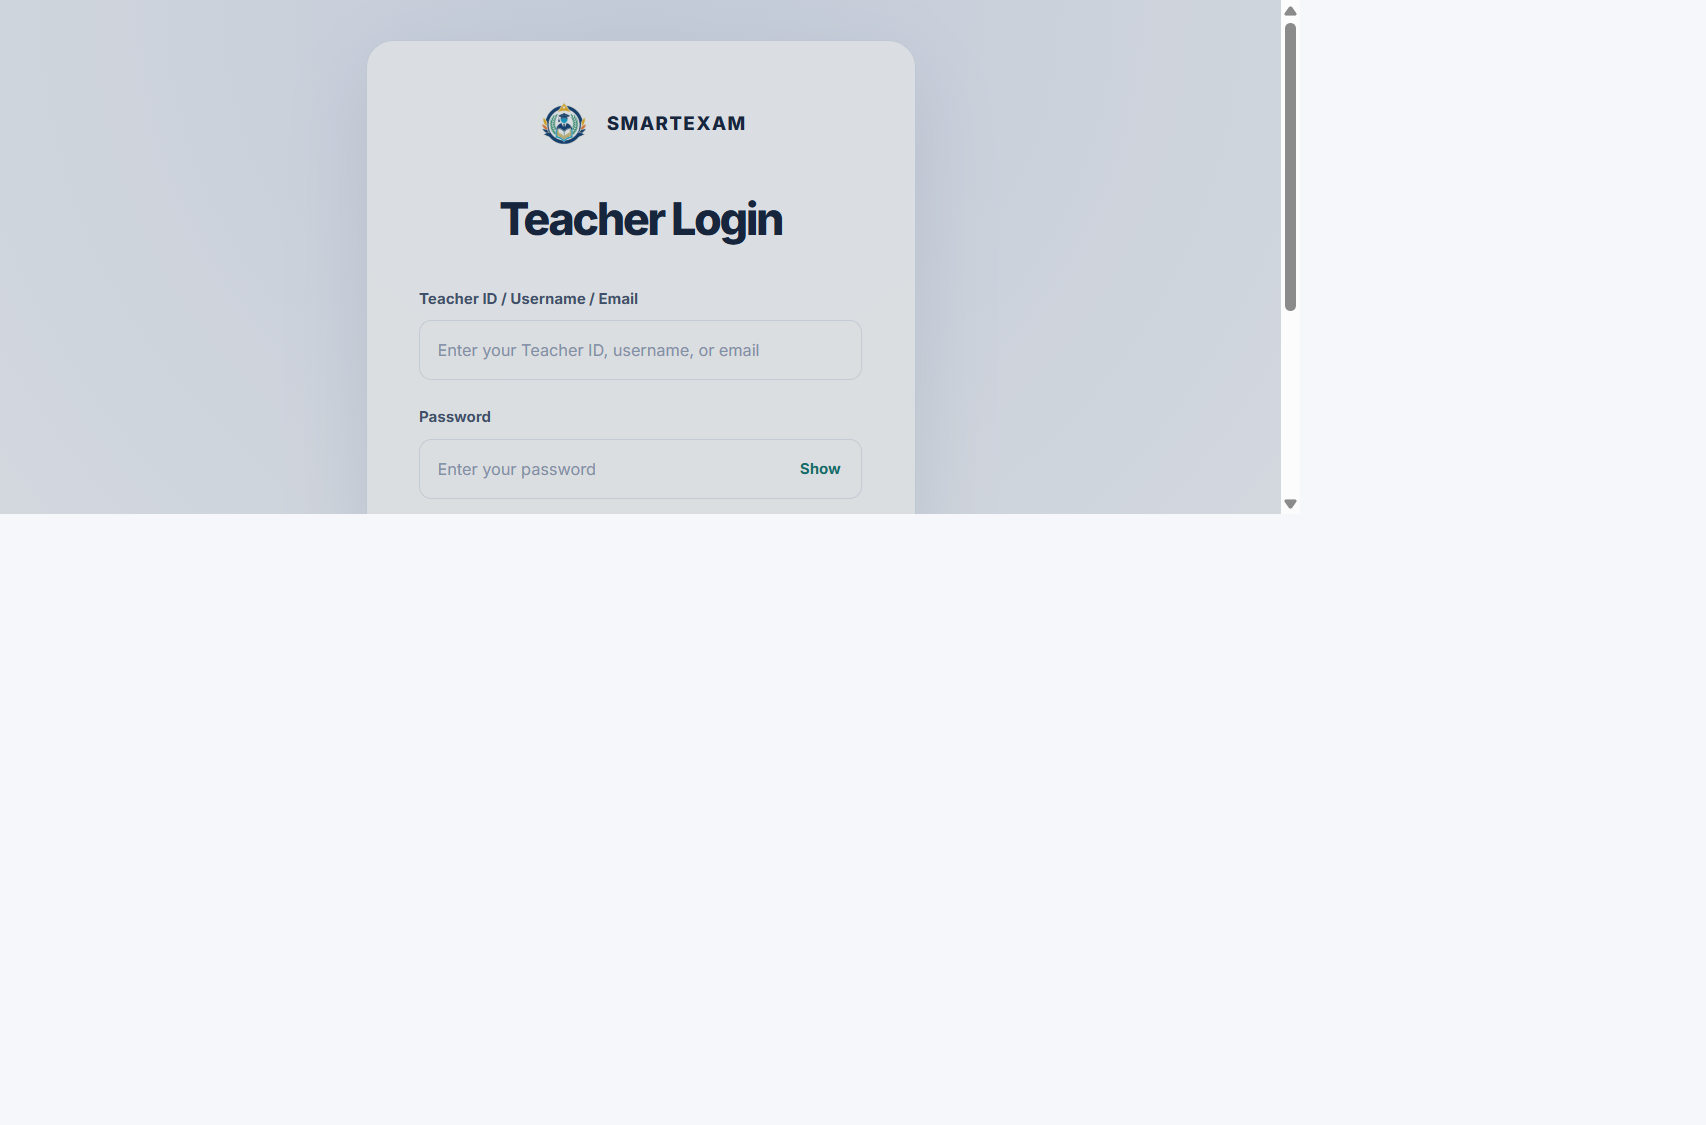 SMARTEXAM
Teacher Login
Teacher ID / Username / Email
Enter your Teacher ID, username, or email
Password
Enter your password
Show